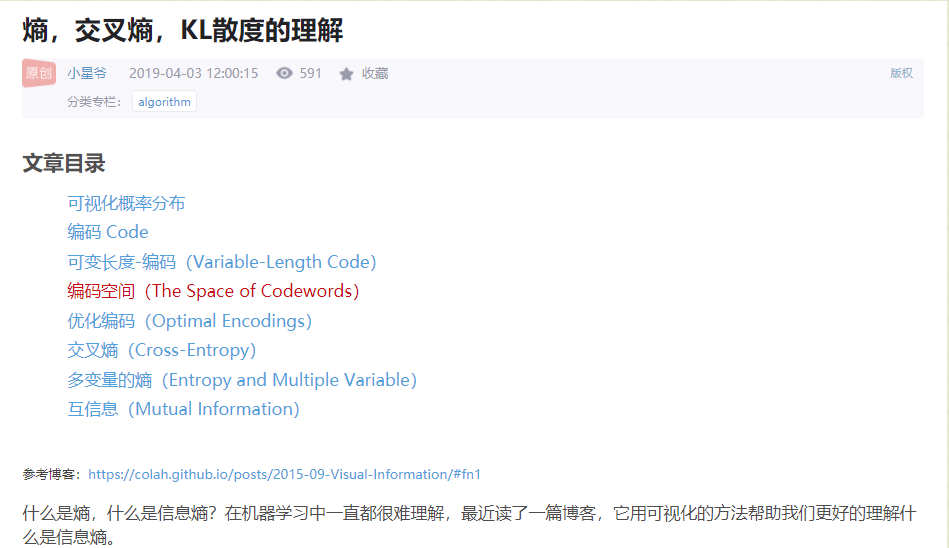 熵，交叉熵，KL散度的理解
原创 小星爷 2019-04-03 12:00:15 591 收藏 版权
分类专栏： algorithm
文章目录
可视化概率分布
编码 Code
可变长度-编码（Variable-Length Code）
编码空间（The Space of Codewords）
优化编码（Optimal Encodings）
交叉熵（Cross-Entropy）
多变量的熵（Entropy and Multiple Variable）
互信息（Mutual Information）
参考博客：https://colah.github.io/posts/2015-09-Visual-Information/#fn1
什么是熵，什么是信息熵？在机器学习中一直都很难理解，最近读了一篇博客，它用可视化的方法帮助我们更好的理解什
么是信息熵。